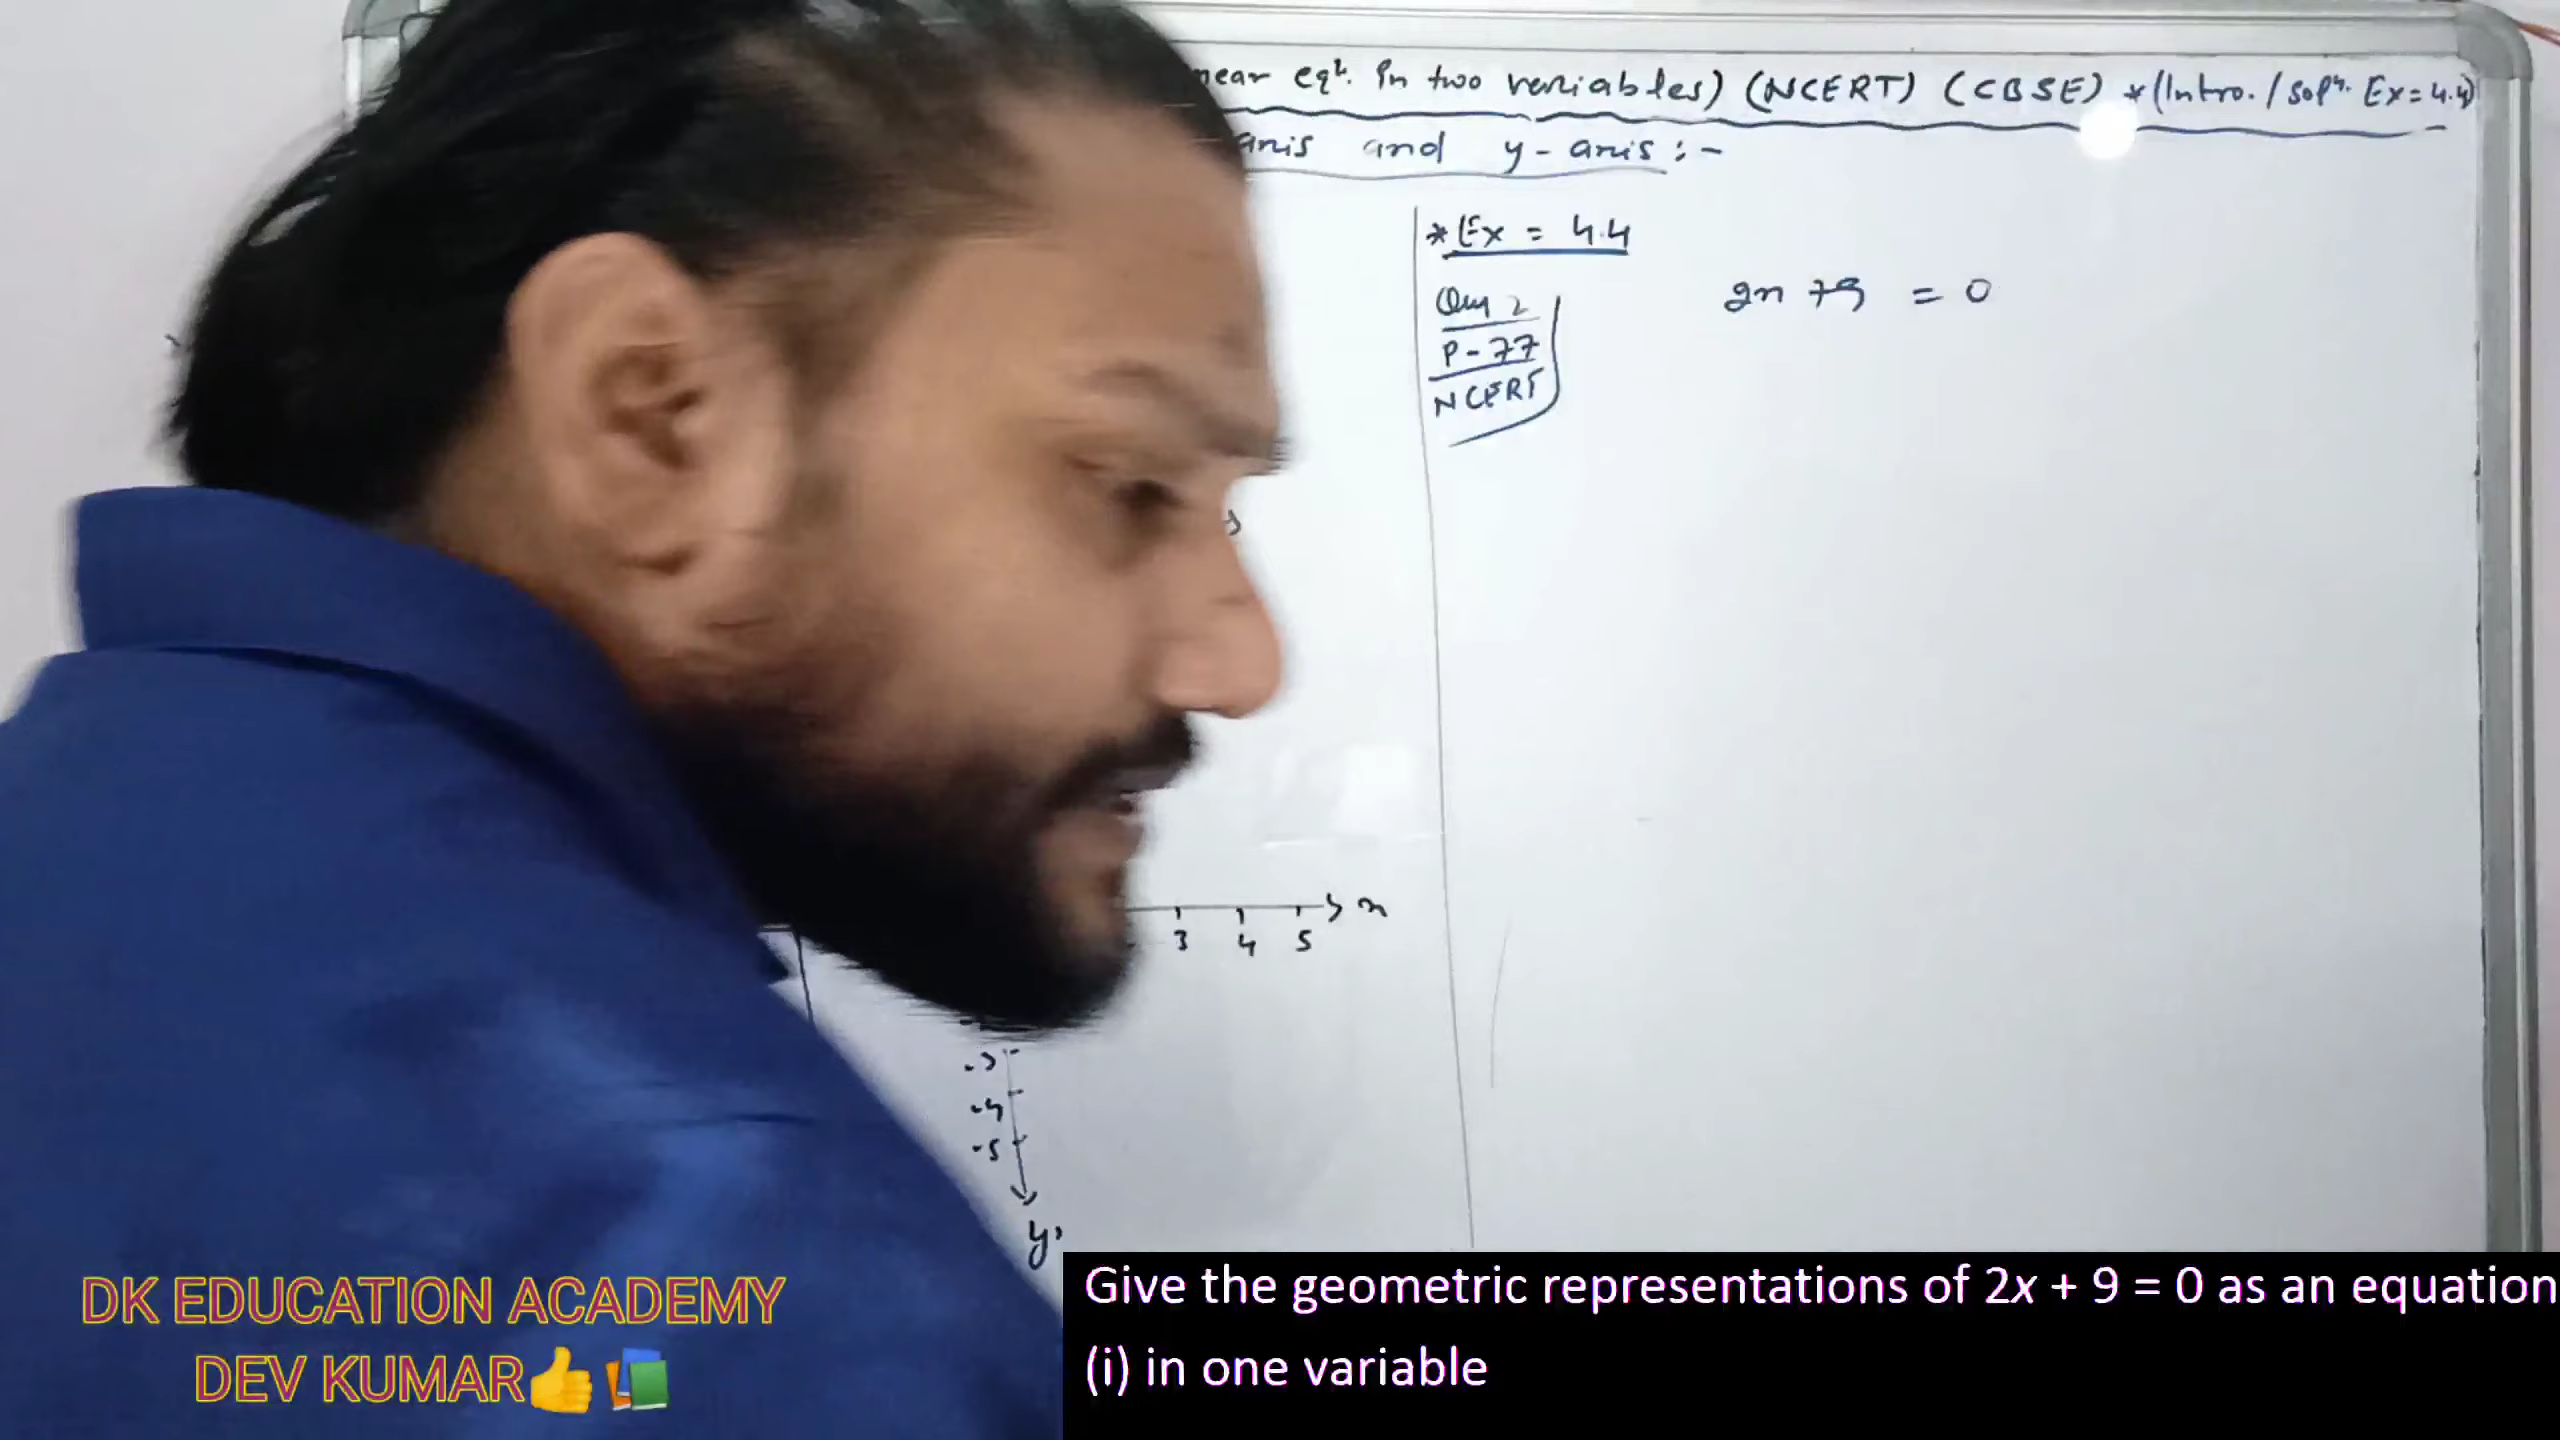 near eqⁿ. In two variables) (NCERT) (CBSE) *(Intro./Solⁿ. Ex=4.4)
axis and y-axis:-
*Ex = 4.4
Que 2
P-77
NCERT
2x+9 = 0
x
3 4 5
-3
-4
-5
y'
DK EDUCATION ACADEMY
DEV KUMAR👍📚
Give the geometric representations of 2x + 9 = 0 as an equation
(i) in one variable